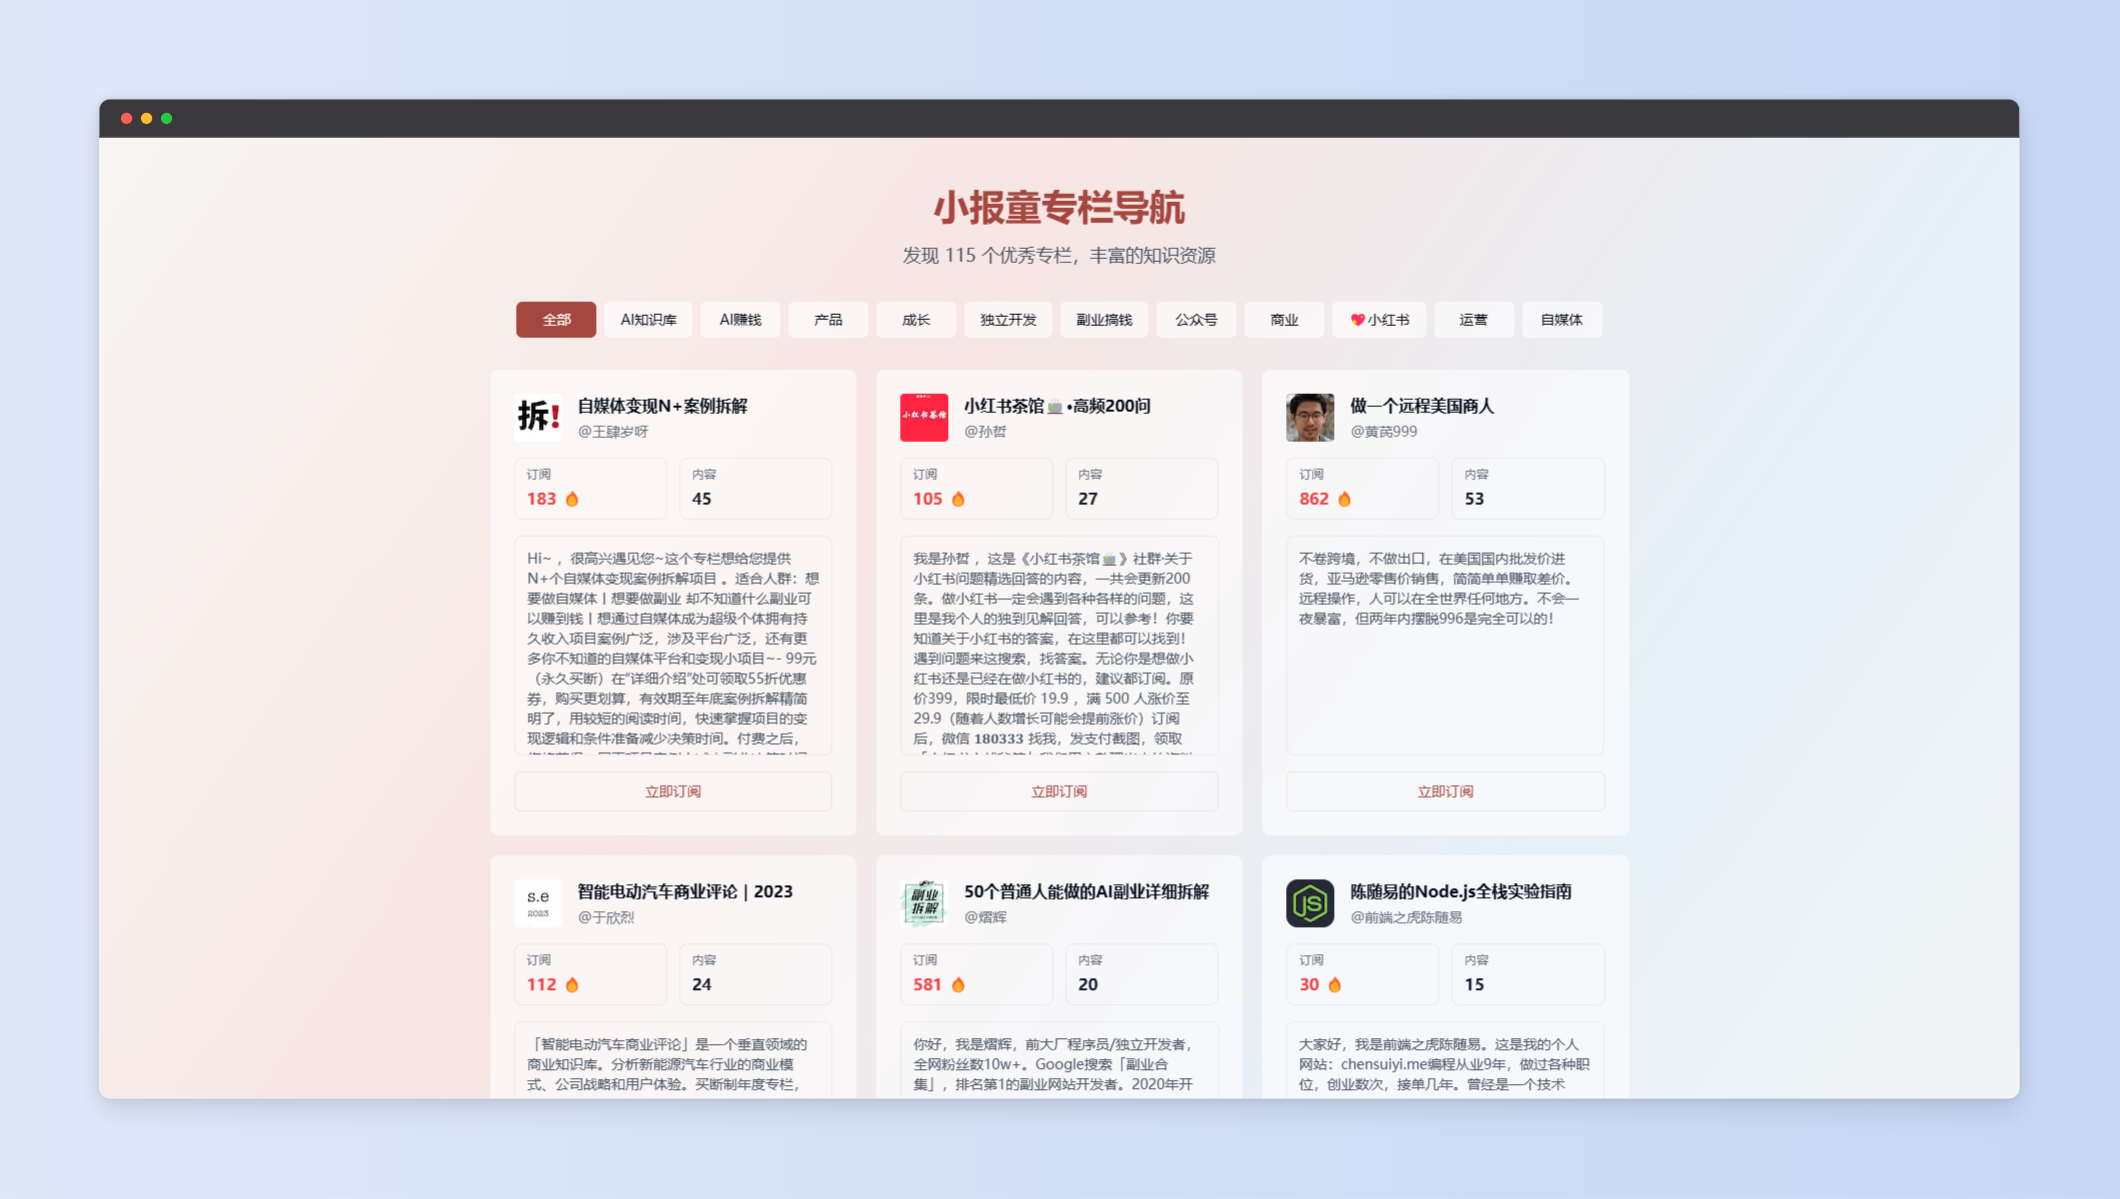 小报童专栏导航
发现 115 个优秀专栏，丰富的知识资源
全部
AI知识库
AI赚钱
产品
成长
独立开发
副业搞钱
公众号
商业
💖小红书
运营
自媒体
拆!
自媒体变现N+案例拆解
@王肆岁呀
订阅
183 🔥
内容
45
Hi~ ，很高兴遇见您~这个专栏想给您提供
N+个自媒体变现案例拆解项目 。适合人群：想
要做自媒体丨想要做副业 却不知道什么副业可
以赚到钱丨想通过自媒体成为超级个体拥有持
久收入项目案例广泛，涉及平台广泛，还有更
多你不知道的自媒体平台和变现小项目~- 99元
（永久买断）在“详细介绍”处可领取55折优惠
券，购买更划算，有效期至年底案例拆解精简
明了，用较短的阅读时间，快速掌握项目的变
现逻辑和条件准备减少决策时间。付费之后，
立即订阅
小红书茶馆
小红书茶馆🍵•高频200问
@孙哲
订阅
105 🔥
内容
27
我是孙哲 ，这是《小红书茶馆🍵》社群·关于
小红书问题精选回答的内容，一共会更新200
条。做小红书一定会遇到各种各样的问题，这
里是我个人的独到见解回答，可以参考！你要
知道关于小红书的答案，在这里都可以找到！
遇到问题来这搜索，找答案。无论你是想做小
红书还是已经在做小红书的，建议都订阅。原
价399，限时最低价 19.9 ，满 500 人涨价至
29.9（随着人数增长可能会提前涨价）订阅
后，微信 180333 找我，发支付截图，领取
立即订阅
做一个远程美国商人
@黄芮999
订阅
862 🔥
内容
53
不卷跨境，不做出口，在美国国内批发价进
货，亚马逊零售价销售，简简单单赚取差价。
远程操作，人可以在全世界任何地方。不会一
夜暴富，但两年内摆脱996是完全可以的！
立即订阅
s.e
2023
智能电动汽车商业评论 | 2023
@于欣烈
订阅
112 🔥
内容
24
「智能电动汽车商业评论」是一个垂直领域的
商业知识库。分析新能源汽车行业的商业模
式、公司战略和用户体验。买断制年度专栏，
副业
拆解
50个普通人能做的AI副业详细拆解
@熠辉
订阅
581 🔥
内容
20
你好，我是熠辉，前大厂程序员/独立开发者，
全网粉丝数10w+。Google搜索「副业合
集」，排名第1的副业网站开发者。2020年开
JS
陈随易的Node.js全栈实验指南
@前端之虎陈随易
订阅
30 🔥
内容
15
大家好，我是前端之虎陈随易。这是我的个人
网站：chensuiyi.me编程从业9年，做过各种职
位，创业数次，接单几年。曾经是一个技术